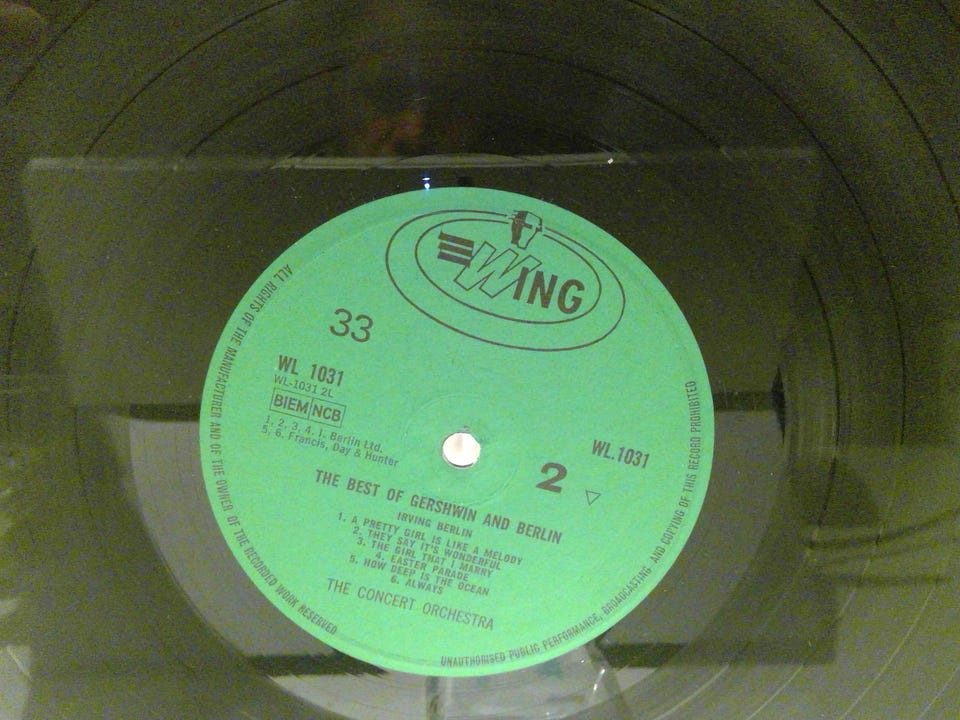 WING
33
WL 1031
WL-1031 2L
BIEM NCB
1, 2, 3, 4, I. Berlin Ltd.
5, 6. Francis, Day & Hunter
WL.1031
2
THE BEST OF GERSHWIN AND BERLIN
IRVING BERLIN
1. A PRETTY GIRL IS LIKE A MELODY
2. THEY SAY IT'S WONDERFUL
3. THE GIRL THAT I MARRY
4. EASTER PARADE
5. HOW DEEP IS THE OCEAN
6. ALWAYS
THE CONCERT ORCHESTRA
ALL RIGHTS OF THE MANUFACTURER AND OF THE OWNER OF THE RECORDED WORK RESERVED
UNAUTHORISED PUBLIC PERFORMANCE, BROADCASTING AND COPYING OF THIS RECORD PROHIBITED